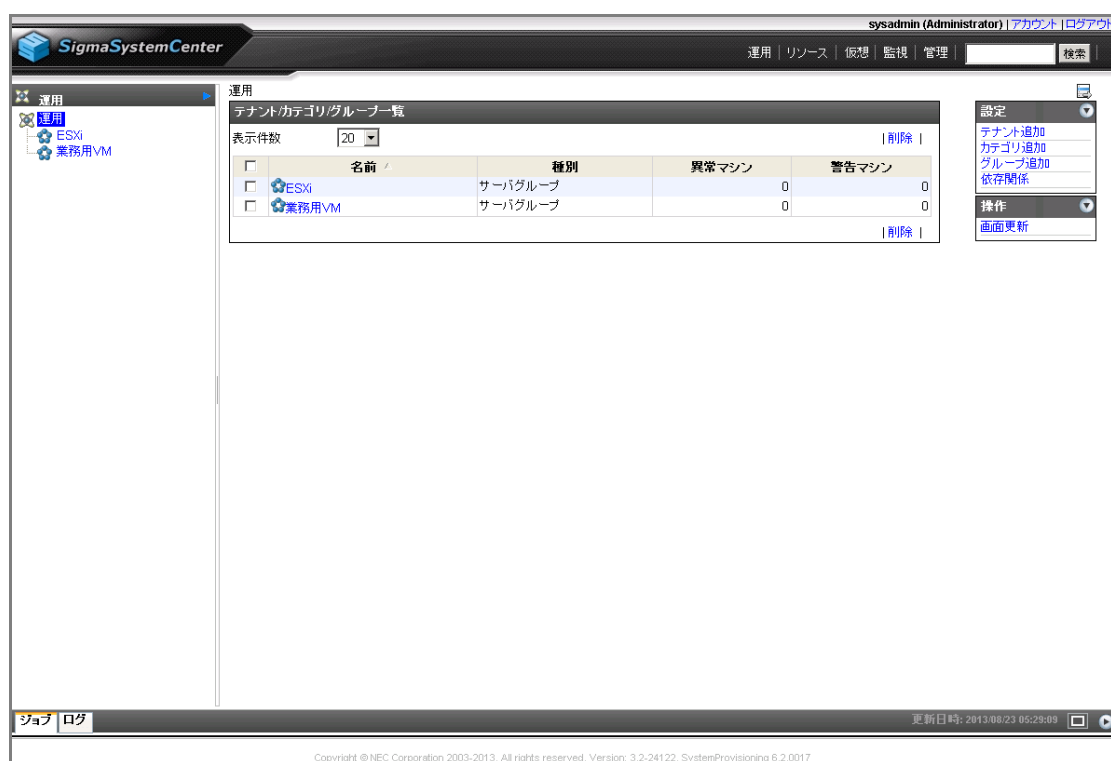 sysadmin (Administrator) | アカウント | ログアウト
SigmaSystemCenter
運用 | リソース | 仮想 | 監視 | 管理 | 検索 |
運用
運用
ESXi
業務用VM
運用
テナント/カテゴリ/グループ一覧
表示件数 20 | 削除 |
名前 種別 異常マシン 警告マシン
ESXi サーバグループ 0 0
業務用VM サーバグループ 0 0
| 削除 |
設定
テナント追加
カテゴリ追加
グループ追加
依存関係
操作
画面更新
ジョブ ログ 更新日時: 2013/08/23 05:29:09
Copyright © NEC Corporation 2003-2013. All rights reserved. Version: 3.2-24122, SystemProvisioning 6.2.0017